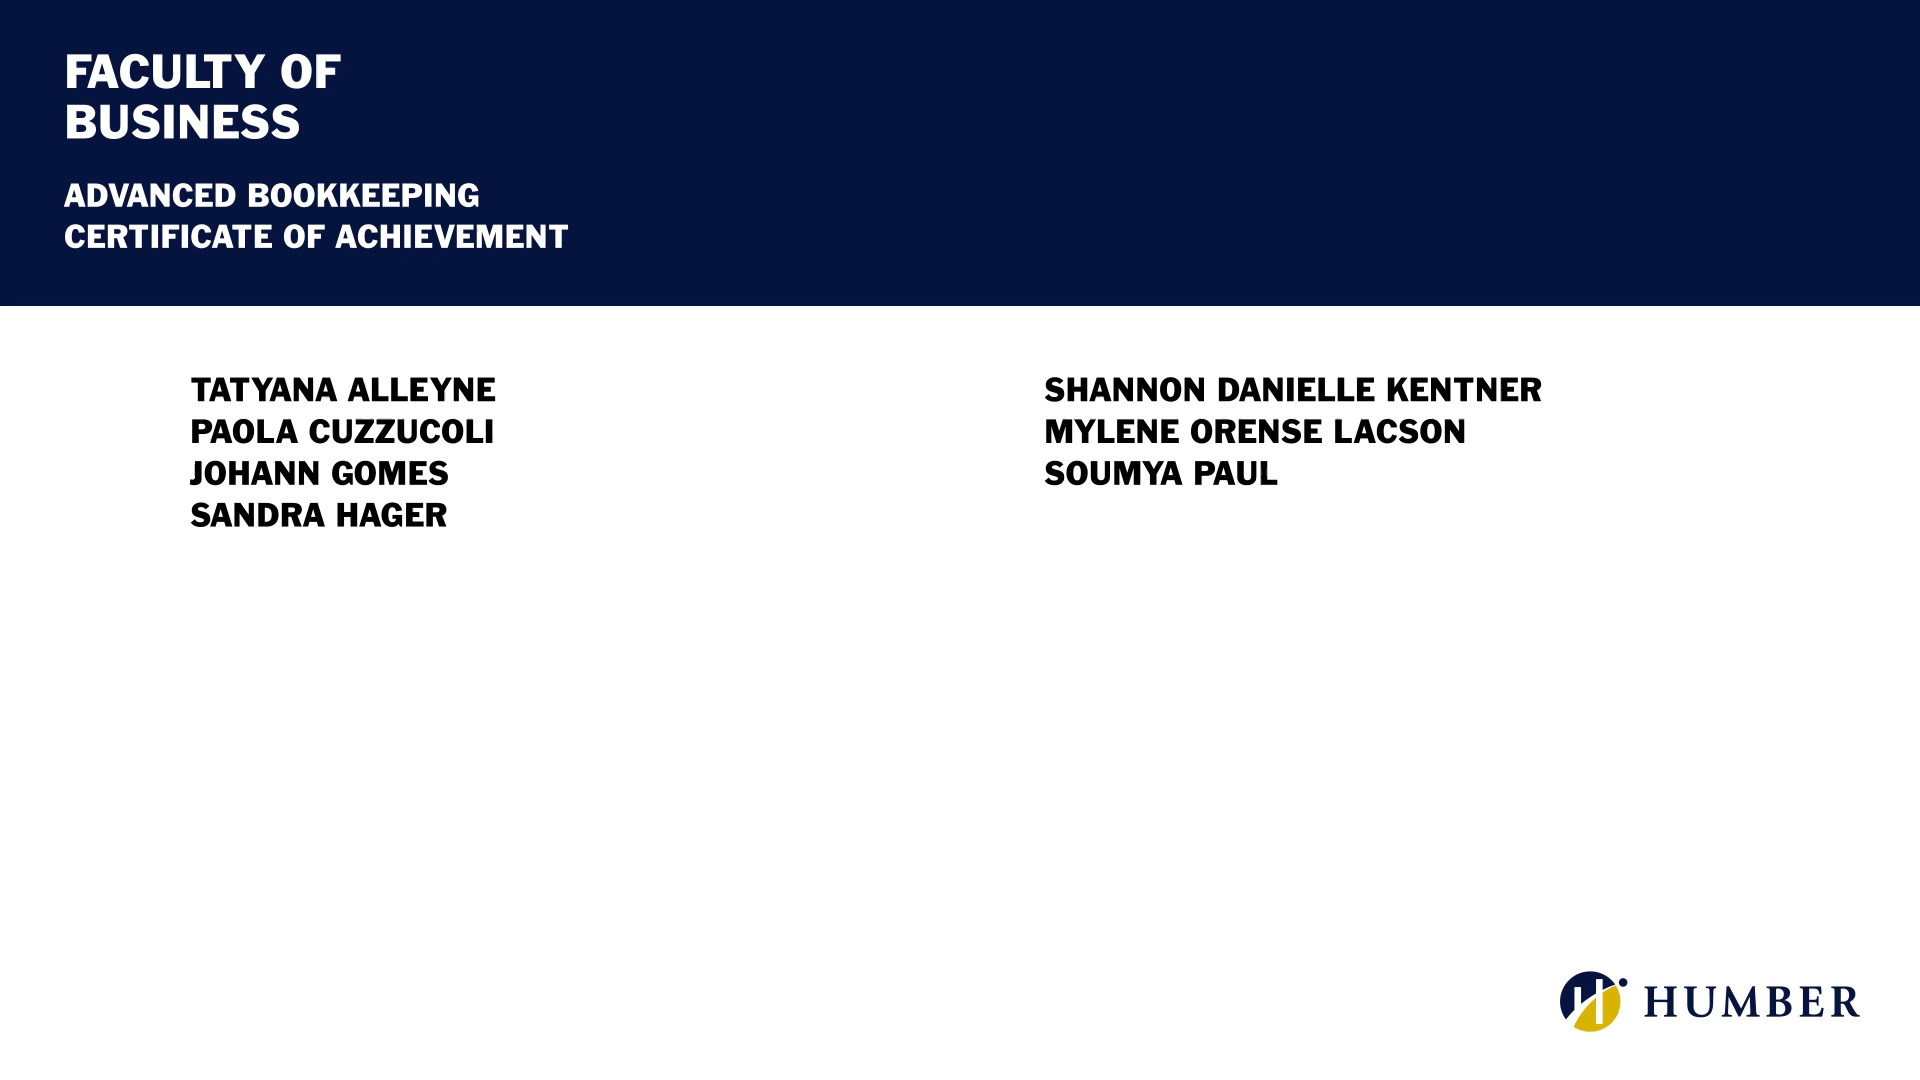 FACULTY OF
BUSINESS
ADVANCED BOOKKEEPING
CERTIFICATE OF ACHIEVEMENT
TATYANA ALLEYNE
PAOLA CUZZUCOLI
JOHANN GOMES
SANDRA HAGER
SHANNON DANIELLE KENTNER
MYLENE ORENSE LACSON
SOUMYA PAUL
HUMBER